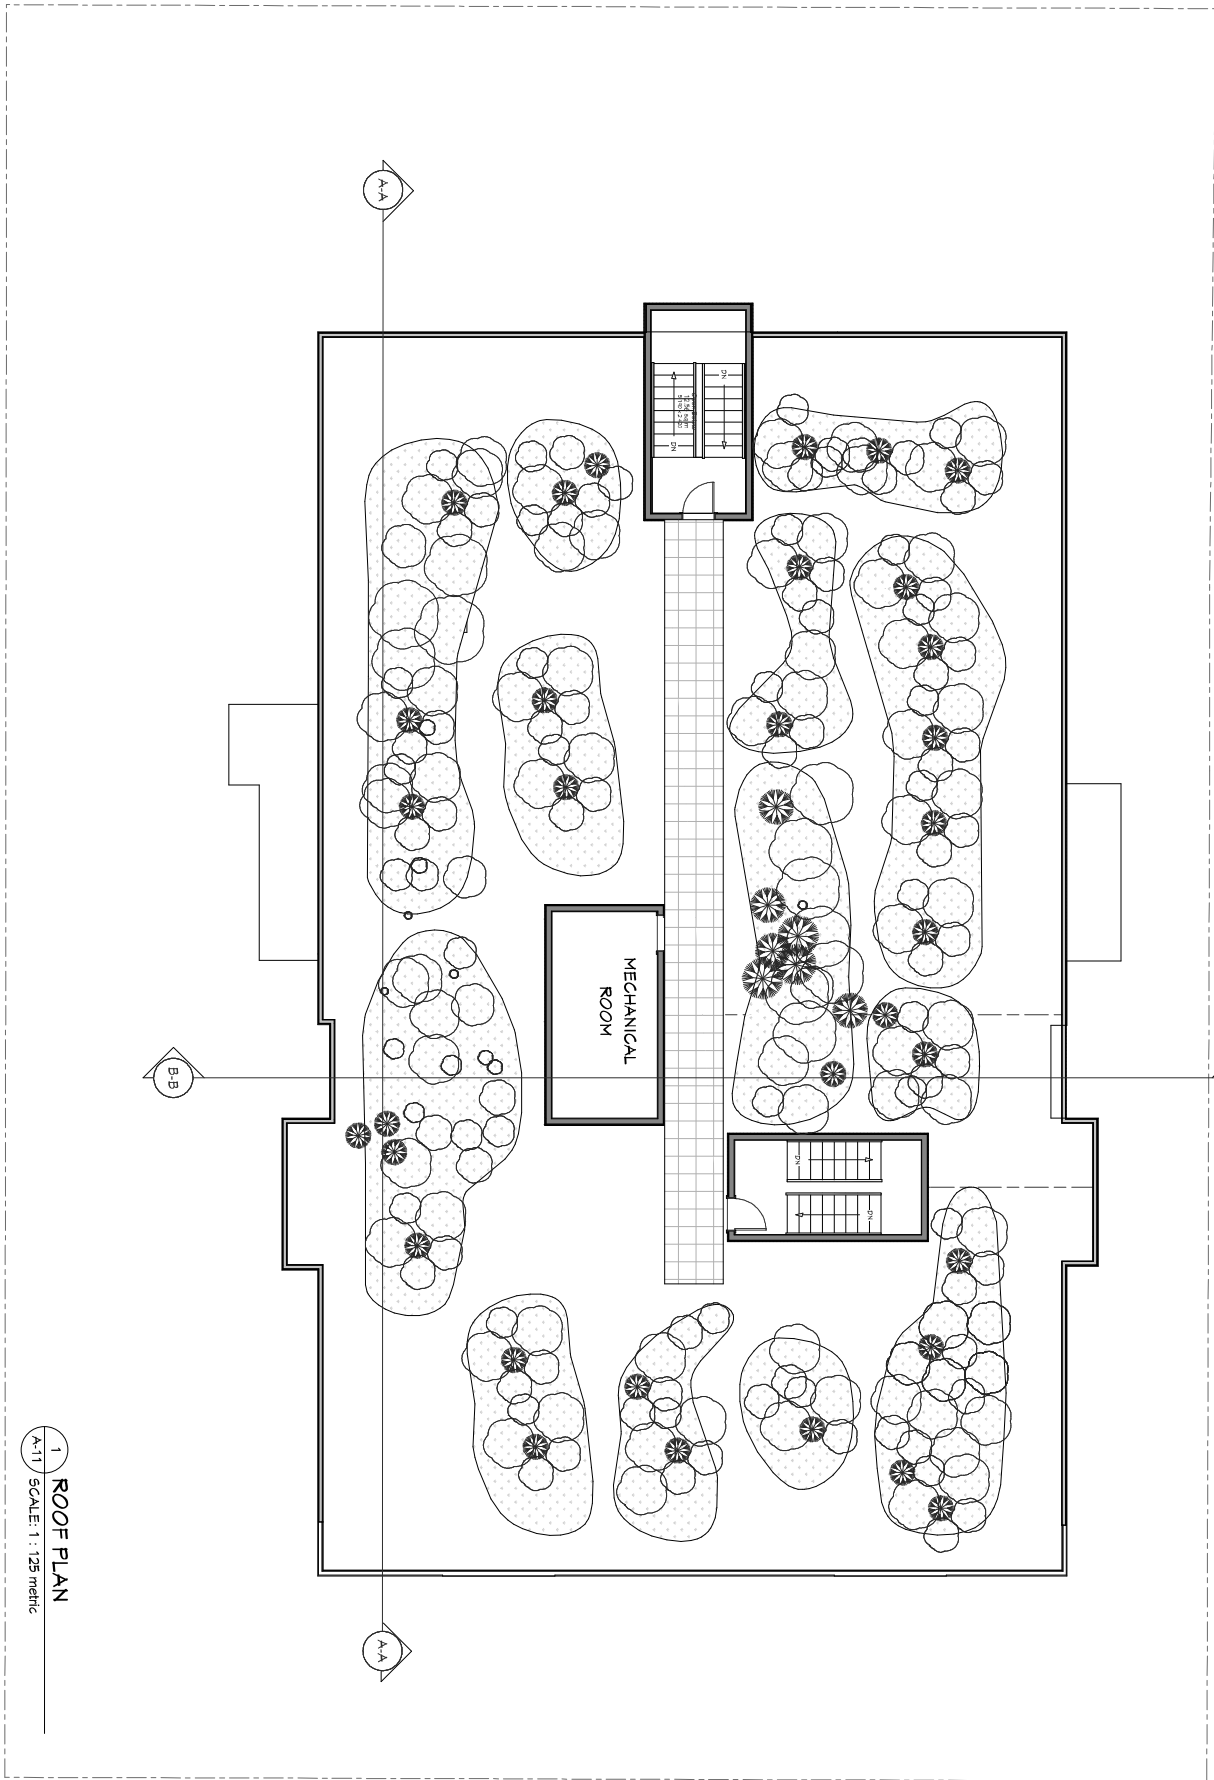 A-A
DN
DN
MECHANICAL
ROOM
B-B
DN
DN
1
A-11
ROOF PLAN
SCALE: 1 : 125 metric
A-A